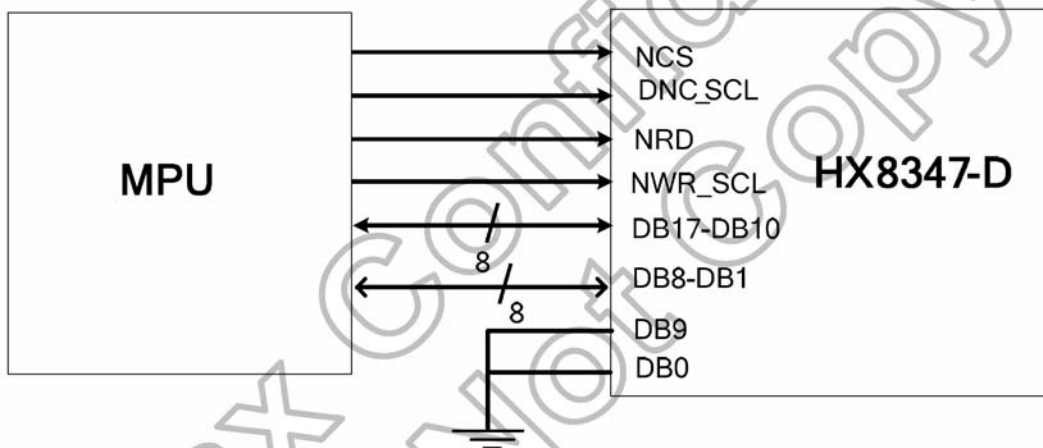 MPU
NCS
DNC_SCL
NRD
NWR_SCL
HX8347-D
DB17-DB10
8
DB8-DB1
8
DB9
DB0